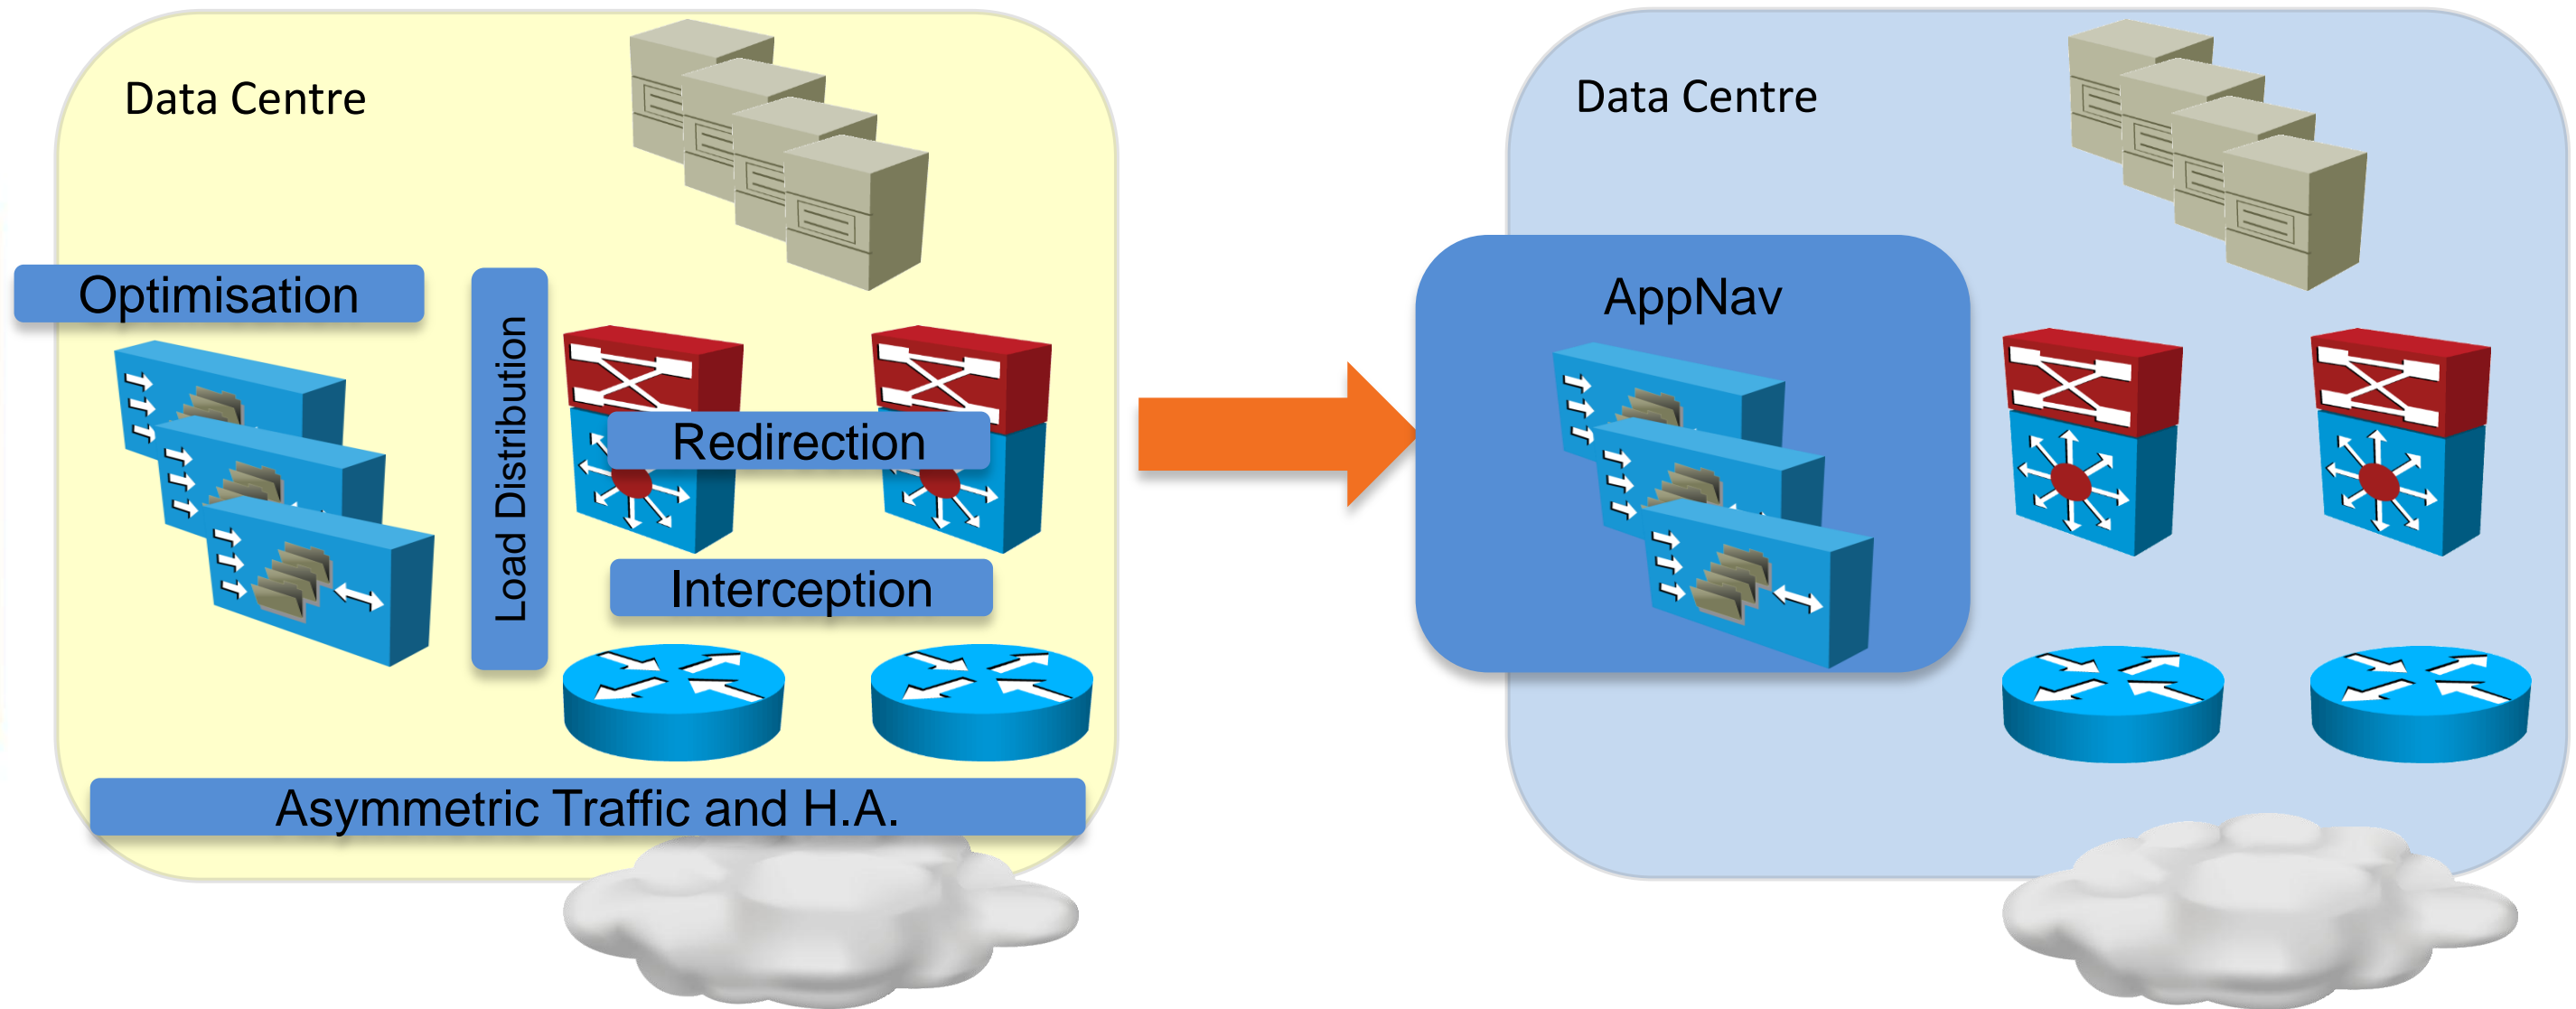 Data Centre
Optimisation
Load Distribution
Redirection
Interception
Asymmetric Traffic and H.A.
Data Centre
AppNav